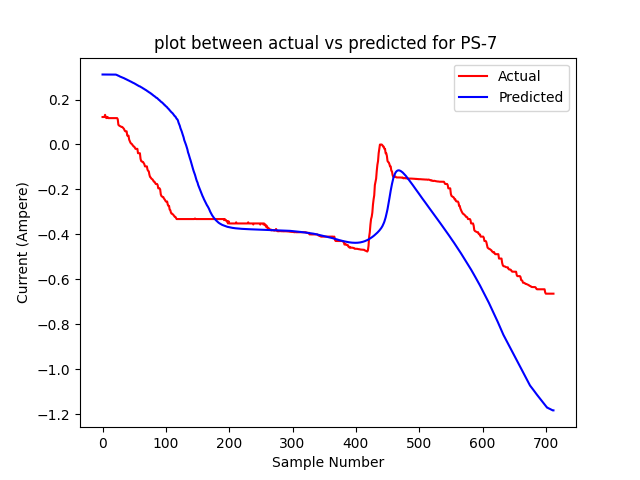 plot between actual vs predicted for PS-7
Actual
Predicted
Current (Ampere)
0.2
0.0
−0.2
−0.4
−0.6
−0.8
−1.0
−1.2
0 100 200 300 400 500 600 700
Sample Number